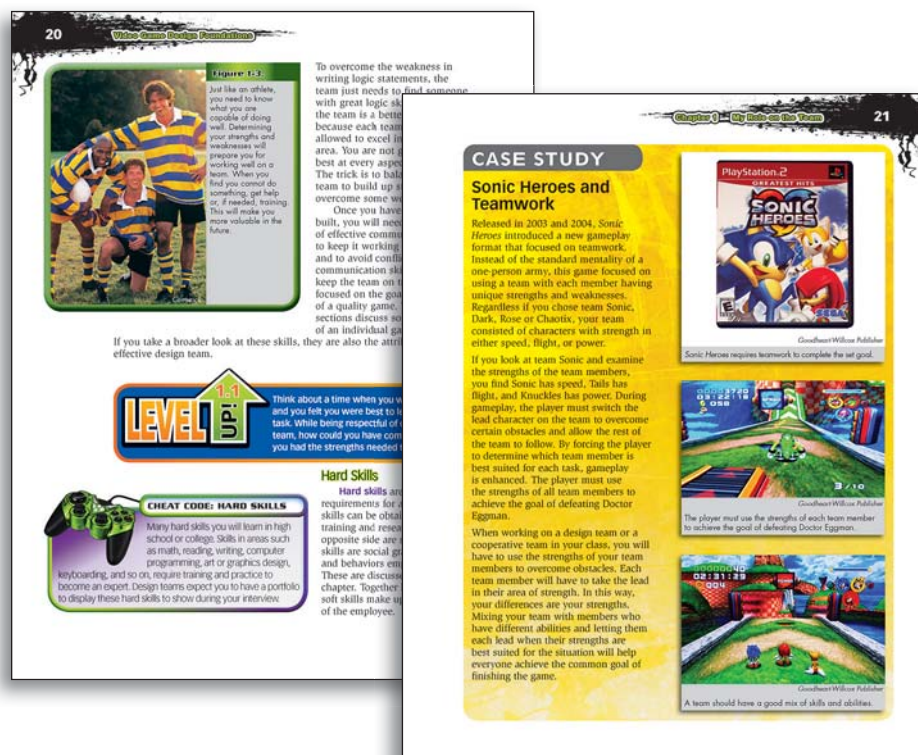 20
Video Game Design Foundations
Figure 1-3
Just like an athlete,
you need to know
what you are
capable of doing
well. Determining
your strengths and
weaknesses will
prepare you for
working well on a
team. When you
find you cannot do
something, get help
or, if needed, training.
This will make you
more valuable in the
future.
To overcome the weakness in
writing logic statements, the
team just needs to find someone
with great logic
the team is a
because each team
allowed to excel in
area. You are not
best at every
The trick is to
team to build up
overcome some
Once you have
built, you will
of effective
to keep it working
and to avoid
communication
keep the team on
focused on the
of a quality game.
sections discuss
of an individual
If you take a broader look at these skills, they are also the
effective design team.
LEVEL UP!
1.1
Think about a time when you
and you felt you were best to
task. While being respectful of
team, how could you have
you had the strengths needed
CHEAT CODE: HARD SKILLS
Many hard skills you will learn in high
school or college. Skills in areas such
as math, reading, writing, computer
programming, art or graphics design,
keyboarding, and so on, require training and practice to
become an expert. Design teams expect you to have a portfolio
to display these hard skills to show during your interview.
Hard Skills
Hard skills
requirements for
skills can be
training and
opposite side are
skills are social
and behaviors
These are
chapter. Together
soft skills make up
of the employee.
Chapter 1 My Role on the Team
21
CASE STUDY
Sonic Heroes and
Teamwork
Released in 2003 and 2004, Sonic
Heroes introduced a new gameplay
format that focused on teamwork.
Instead of the standard mentality of a
one-person army, this game focused on
using a team with each member having
unique strengths and weaknesses.
Regardless if you chose team Sonic,
Dark, Rose or Chaotix, your team
consisted of characters with strength in
either speed, flight, or power.
If you look at team Sonic and examine
the strengths of the team members,
you find Sonic has speed, Tails has
flight, and Knuckles has power. During
gameplay, the player must switch the
lead character on the team to overcome
certain obstacles and allow the rest of
the team to follow. By forcing the player
to determine which team member is
best suited for each task, gameplay
is enhanced. The player must use
the strengths of all team members to
achieve the goal of defeating Doctor
Eggman.
When working on a design team or a
cooperative team in your class, you will
have to use the strengths of your team
members to overcome obstacles. Each
team member will have to take the lead
in their area of strength. In this way,
your differences are your strengths.
Mixing your team with members who
have different abilities and letting them
each lead when their strengths are
best suited for the situation will help
everyone achieve the common goal of
finishing the game.
PlayStation 2
GREATEST HITS
SONIC
HEROES
E
SEGA
Goodheart-Willcox Publisher
Sonic Heroes requires teamwork to complete the set goal.
03:22:18
058
3/10
Goodheart-Willcox Publisher
The player must use the strengths of each team member
to achieve the goal of defeating Doctor Eggman.
02:31:29
004
Goodheart-Willcox Publisher
A team should have a good mix of skills and abilities.